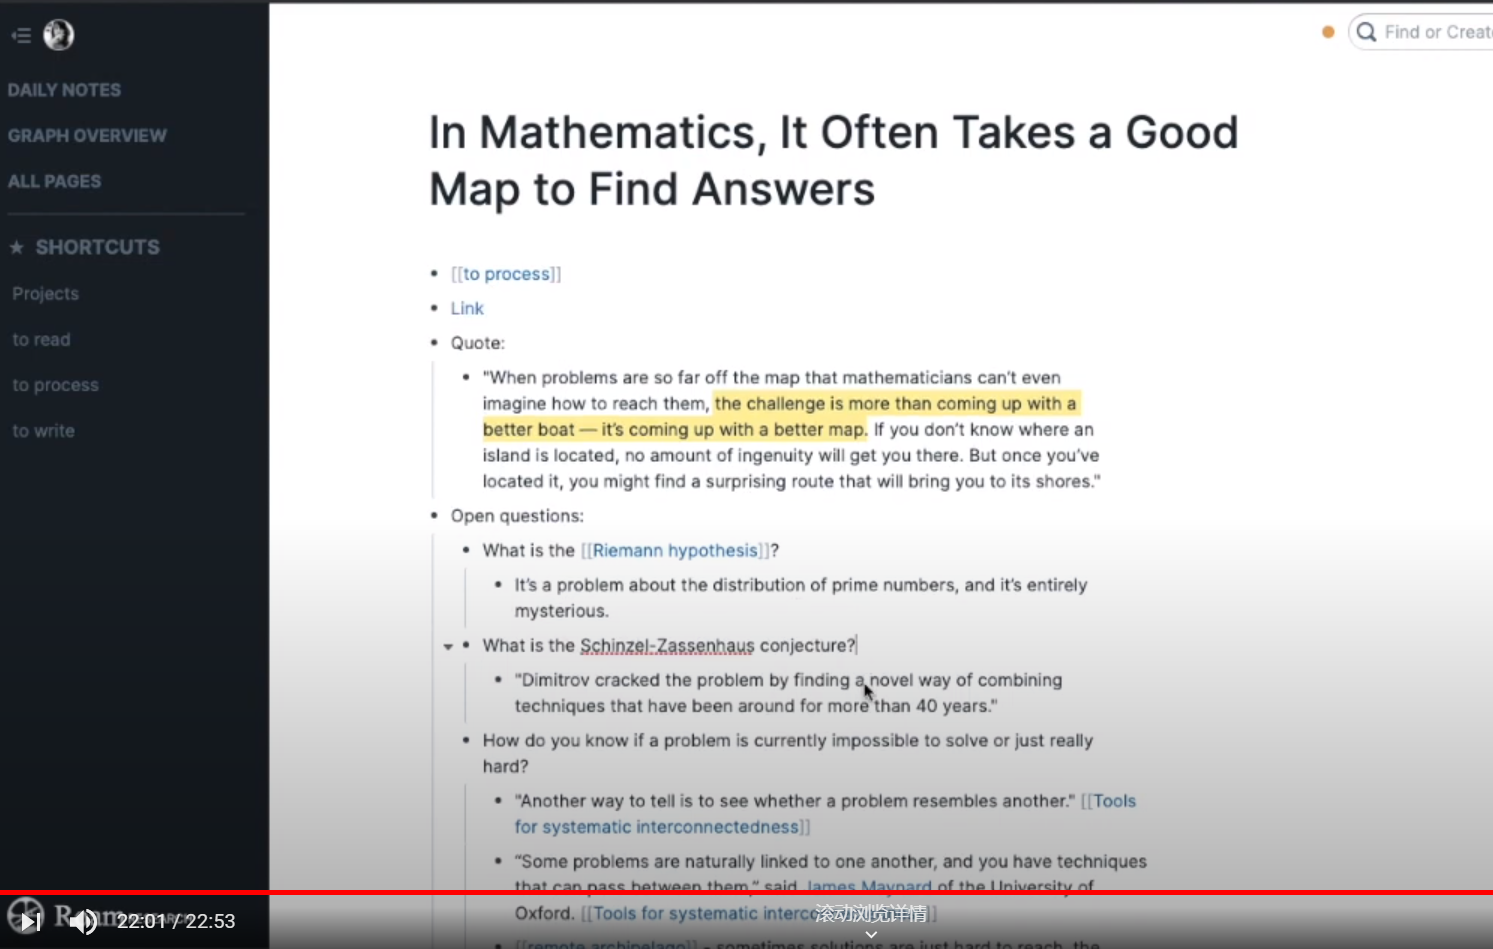 Find or Creat
DAILY NOTES
GRAPH OVERVIEW
ALL PAGES
★ SHORTCUTS
Projects
to read
to process
to write
In Mathematics, It Often Takes a Good
Map to Find Answers
• [[to process]]
• Link
• Quote:
• "When problems are so far off the map that mathematicians can't even
imagine how to reach them, the challenge is more than coming up with a
better boat — it's coming up with a better map. If you don't know where an
island is located, no amount of ingenuity will get you there. But once you've
located it, you might find a surprising route that will bring you to its shores."
• Open questions:
• What is the [[Riemann hypothesis]]?
• It's a problem about the distribution of prime numbers, and it's entirely
mysterious.
• What is the Schinzel-Zassenhaus conjecture?
• "Dimitrov cracked the problem by finding a novel way of combining
techniques that have been around for more than 40 years."
• How do you know if a problem is currently impossible to solve or just really
hard?
• "Another way to tell is to see whether a problem resembles another." [[Tools
for systematic interconnectedness]]
• "Some problems are naturally linked to one another, and you have techniques
that can pass between them," said James Maynard of the University of
Oxford. [[Tools for systematic interc
• [[remote archipelago]] - sometimes solutions are just hard to reach, the
22:01 / 22:53
滚动浏览详情